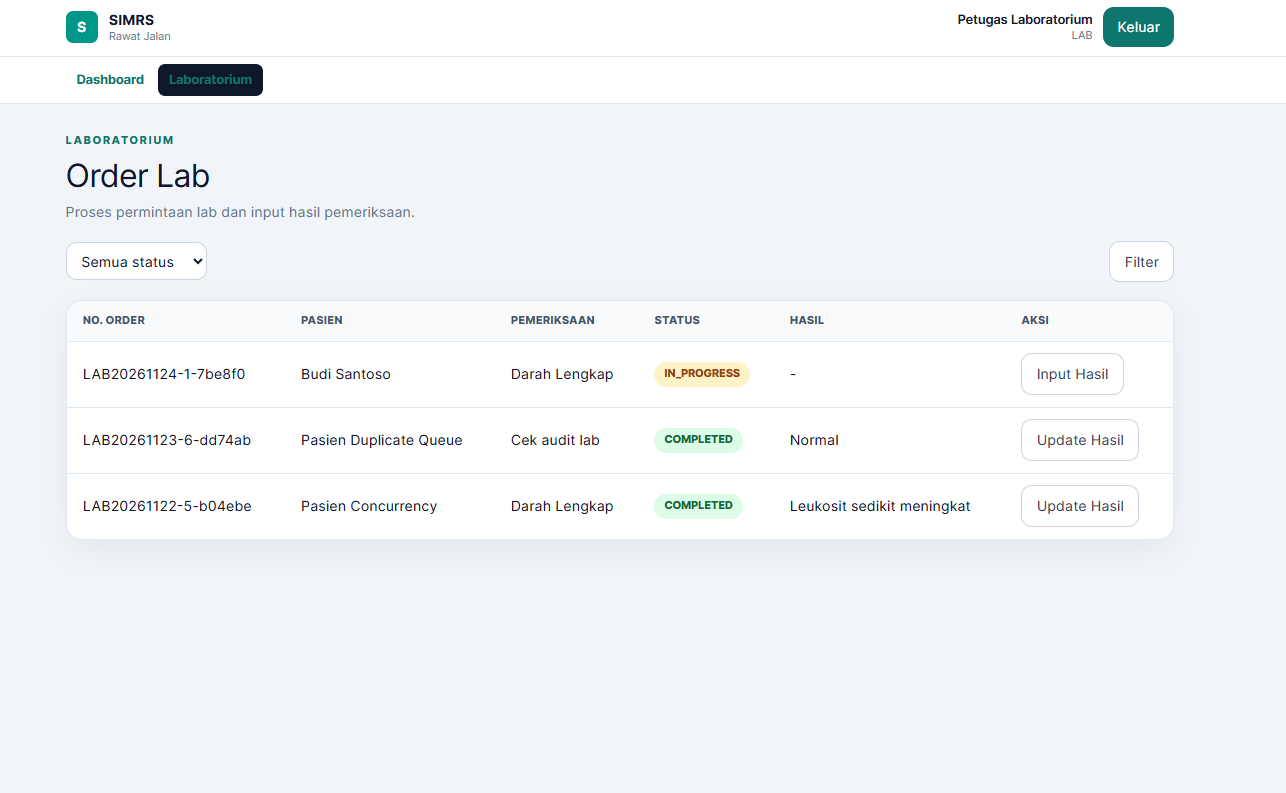 S
SIMRS
Rawat Jalan
Petugas Laboratorium
LAB
Keluar
Dashboard
Laboratorium
LABORATORIUM
Order Lab
Proses permintaan lab dan input hasil pemeriksaan.
Semua status
Filter
NO. ORDER PASIEN PEMERIKSAAN STATUS HASIL AKSI
LAB20261124-1-7be8f0 Budi Santoso Darah Lengkap IN_PROGRESS - Input Hasil
LAB20261123-6-dd74ab Pasien Duplicate Queue Cek audit lab COMPLETED Normal Update Hasil
LAB20261122-5-b04ebe Pasien Concurrency Darah Lengkap COMPLETED Leukosit sedikit meningkat Update Hasil